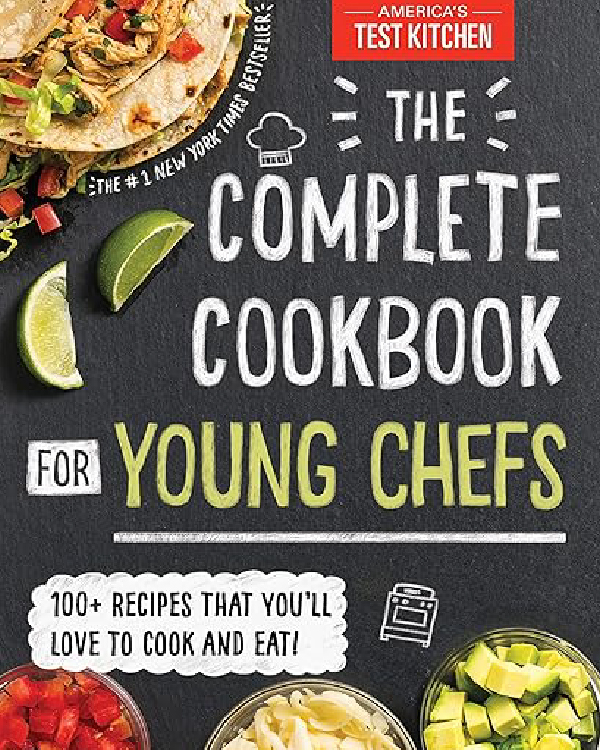 AMERICA'S
TEST KITCHEN
THE #1 NEW YORK TIMES BESTSELLER
THE
COMPLETE
COOKBOOK
FOR YOUNG CHEFS
100+ RECIPES THAT YOU'LL
LOVE TO COOK AND EAT!